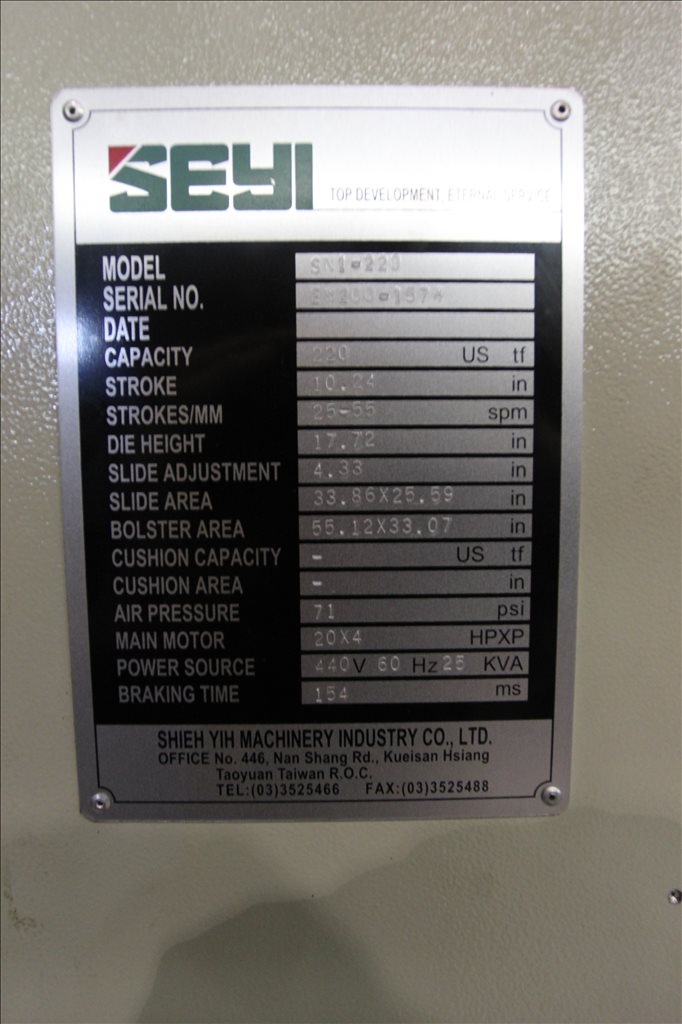 SEYI
TOP DEVELOPMENT, ETERNAL SERVICE
MODEL SN1-220
SERIAL NO.
DATE
CAPACITY 220 US tf
STROKE 10.24 in
STROKES/MM 25-55 spm
DIE HEIGHT 17.72 in
SLIDE ADJUSTMENT 4.33 in
SLIDE AREA 33.86X25.59 in
BOLSTER AREA 55.12X33.07 in
CUSHION CAPACITY - US tf
CUSHION AREA - in
AIR PRESSURE 71 psi
MAIN MOTOR 20X4 HPXP
POWER SOURCE 440V 60 Hz 25 KVA
BRAKING TIME 154 ms
SHIEH YIH MACHINERY INDUSTRY CO., LTD.
OFFICE No. 446, Nan Shang Rd., Kueisan Hsiang
Taoyuan Taiwan R.O.C.
TEL:(03)3525466 FAX:(03)3525488